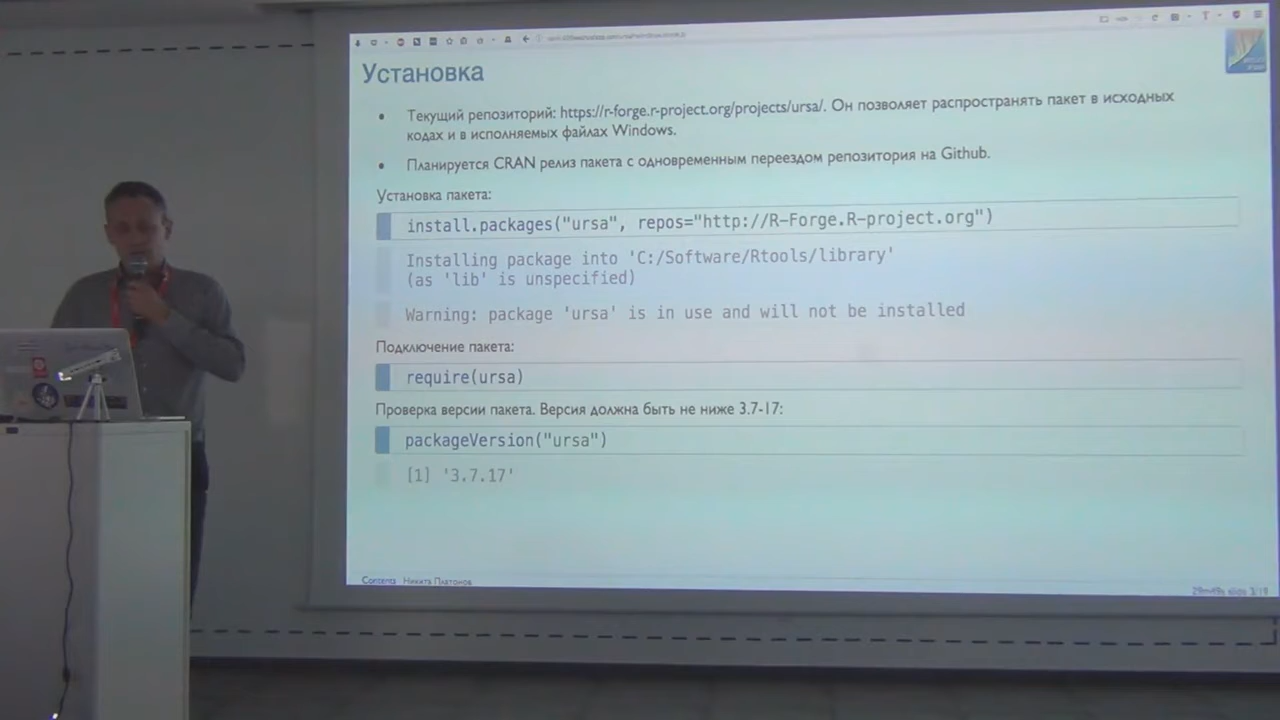 Установка
Текущий репозиторий: https://r-forge.r-project.org/projects/ursa/. Он позволяет распространять пакет в исходных
кодах и в исполняемых файлах Windows.
Планируется CRAN релиз пакета с одновременным переездом репозитория на Github.
Установка пакета:
install.packages("ursa", repos="http://R-Forge.R-project.org")
Installing package into 'C:/Software/Rtools/library'
(as 'lib' is unspecified)
Warning: package 'ursa' is in use and will not be installed
Подключение пакета:
require(ursa)
Проверка версии пакета. Версия должна быть не ниже 3.7-17:
packageVersion("ursa")
[1] '3.7.17'
Contents Никита Платонов
29m49s slide 3/19